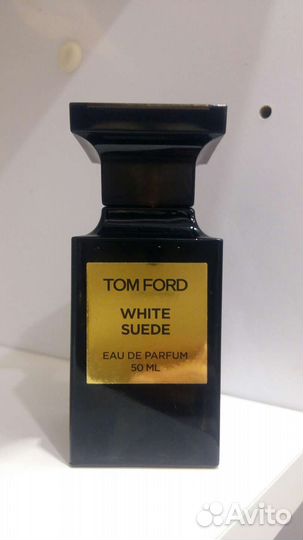 TOM FORD
WHITE
SUEDE
EAU DE PARFUM
50 ML
Avito